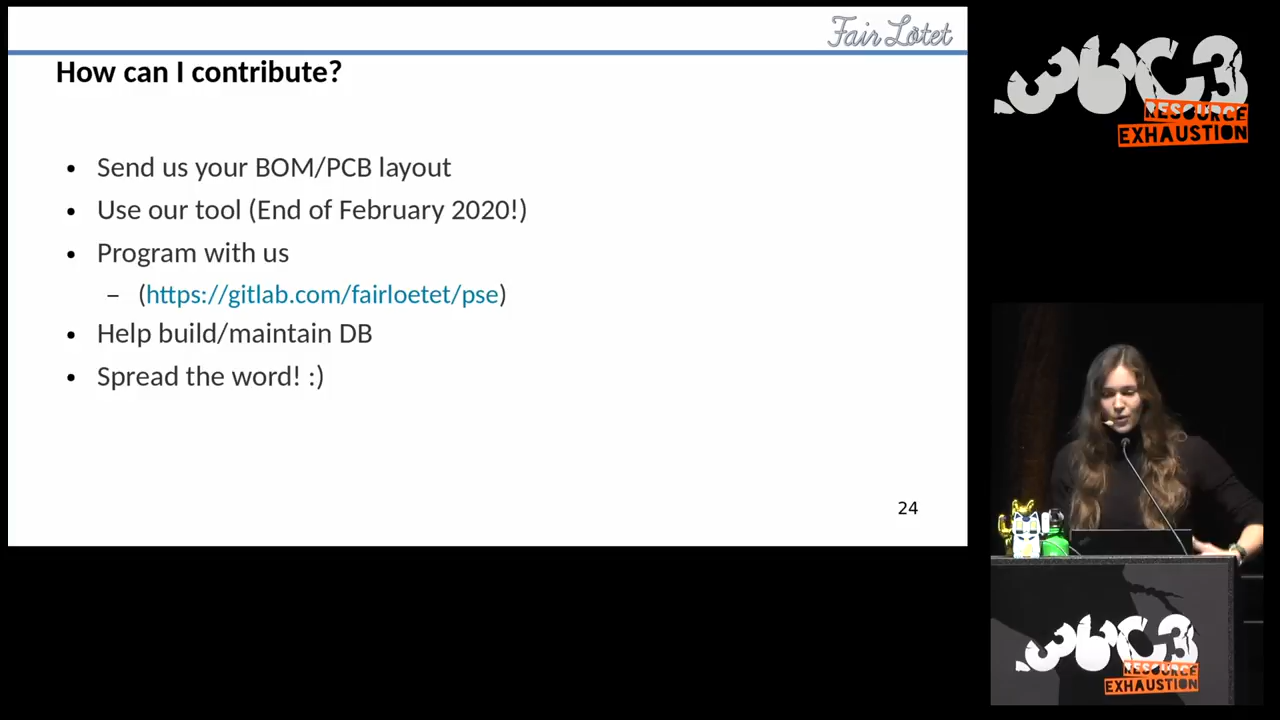 Fair Lötet
How can I contribute?
• Send us your BOM/PCB layout
• Use our tool (End of February 2020!)
• Program with us
– (https://gitlab.com/fairloetet/pse)
• Help build/maintain DB
• Spread the word! :)
24
36C3
RESOURCE
EXHAUSTION
36C3
RESOURCE
EXHAUSTION